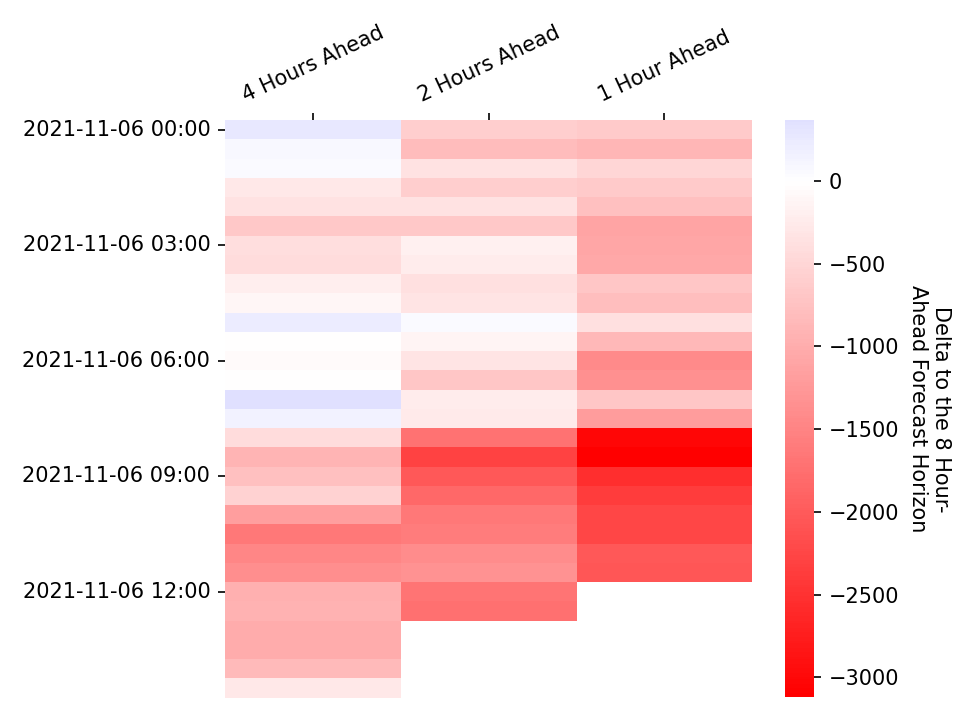 4 Hours Ahead
2 Hours Ahead
1 Hour Ahead
2021-11-06 00:00
2021-11-06 03:00
2021-11-06 06:00
2021-11-06 09:00
2021-11-06 12:00
0
−500
−1000
−1500
−2000
−2500
−3000
Delta to the 8 Hour-
Ahead Forecast Horizon